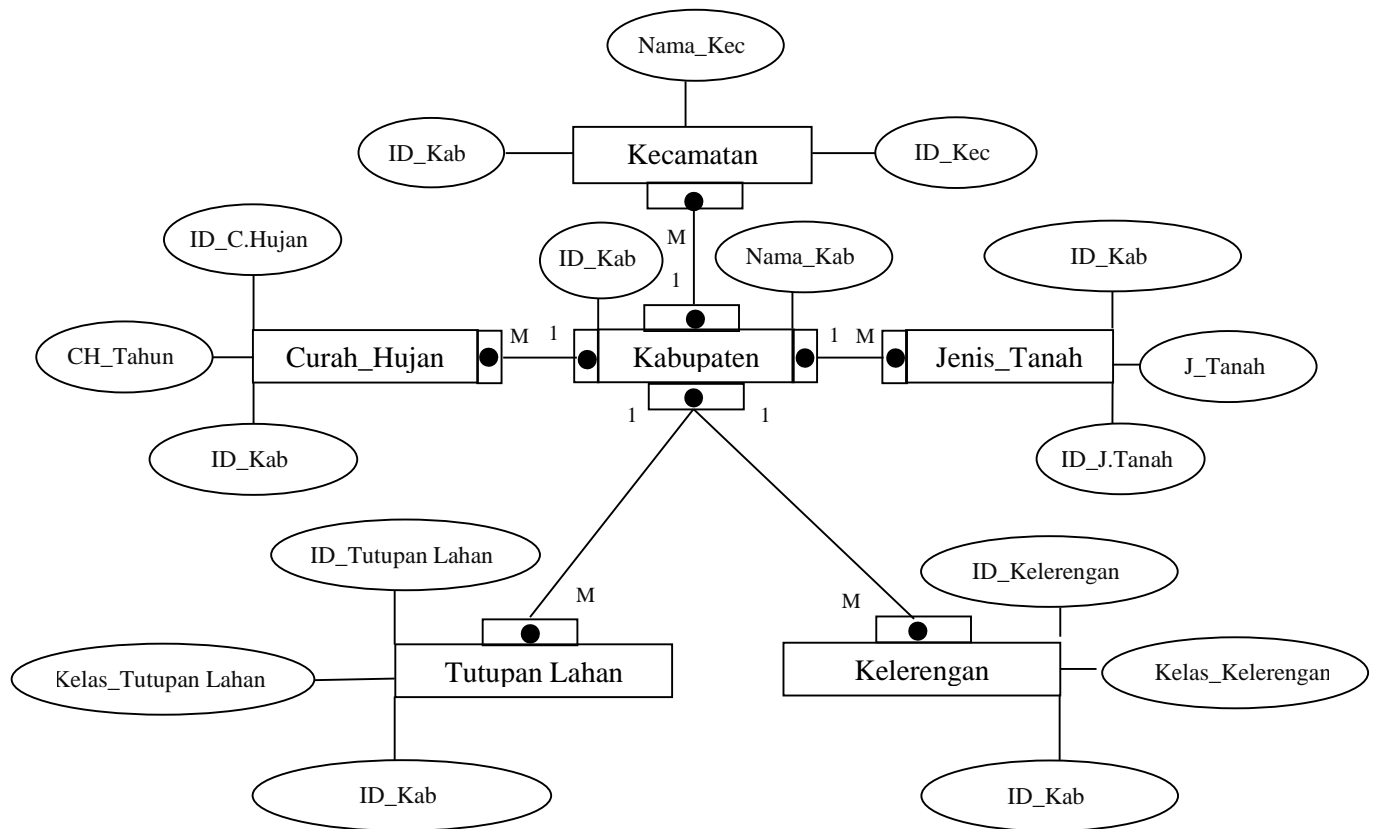 Nama_Kec
ID_Kab
Kecamatan
ID_Kec
ID_C.Hujan
ID_Kab
M
1
Nama_Kab
ID_Kab
CH_Tahun
Curah_Hujan
M
1
Kabupaten
1
M
Jenis_Tanah
J_Tanah
1
1
ID_Kab
ID_J.Tanah
ID_Tutupan Lahan
ID_Kelerengan
M
M
Kelas_Tutupan Lahan
Tutupan Lahan
Kelerengan
Kelas_Kelerengan
ID_Kab
ID_Kab